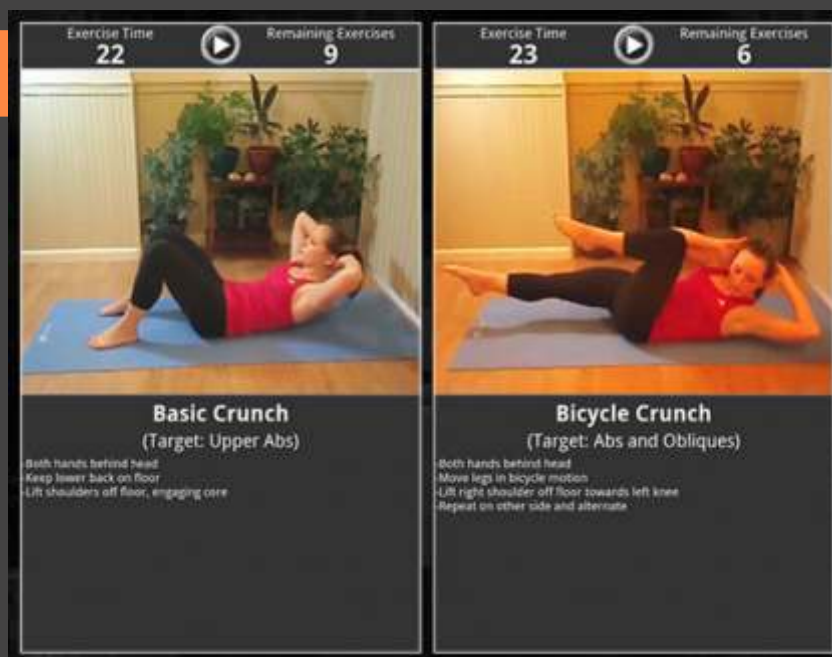 Exercise Time
22
Remaining Exercises
9
Basic Crunch
(Target: Upper Abs)
-Both hands behind head
-Keep lower back on floor
-Lift shoulders off floor, engaging core
Exercise Time
23
Remaining Exercises
6
Bicycle Crunch
(Target: Abs and Obliques)
-Both hands behind head
-Move legs in bicycle motion
-Lift right shoulder off floor towards left knee
-Repeat on other side and alternate